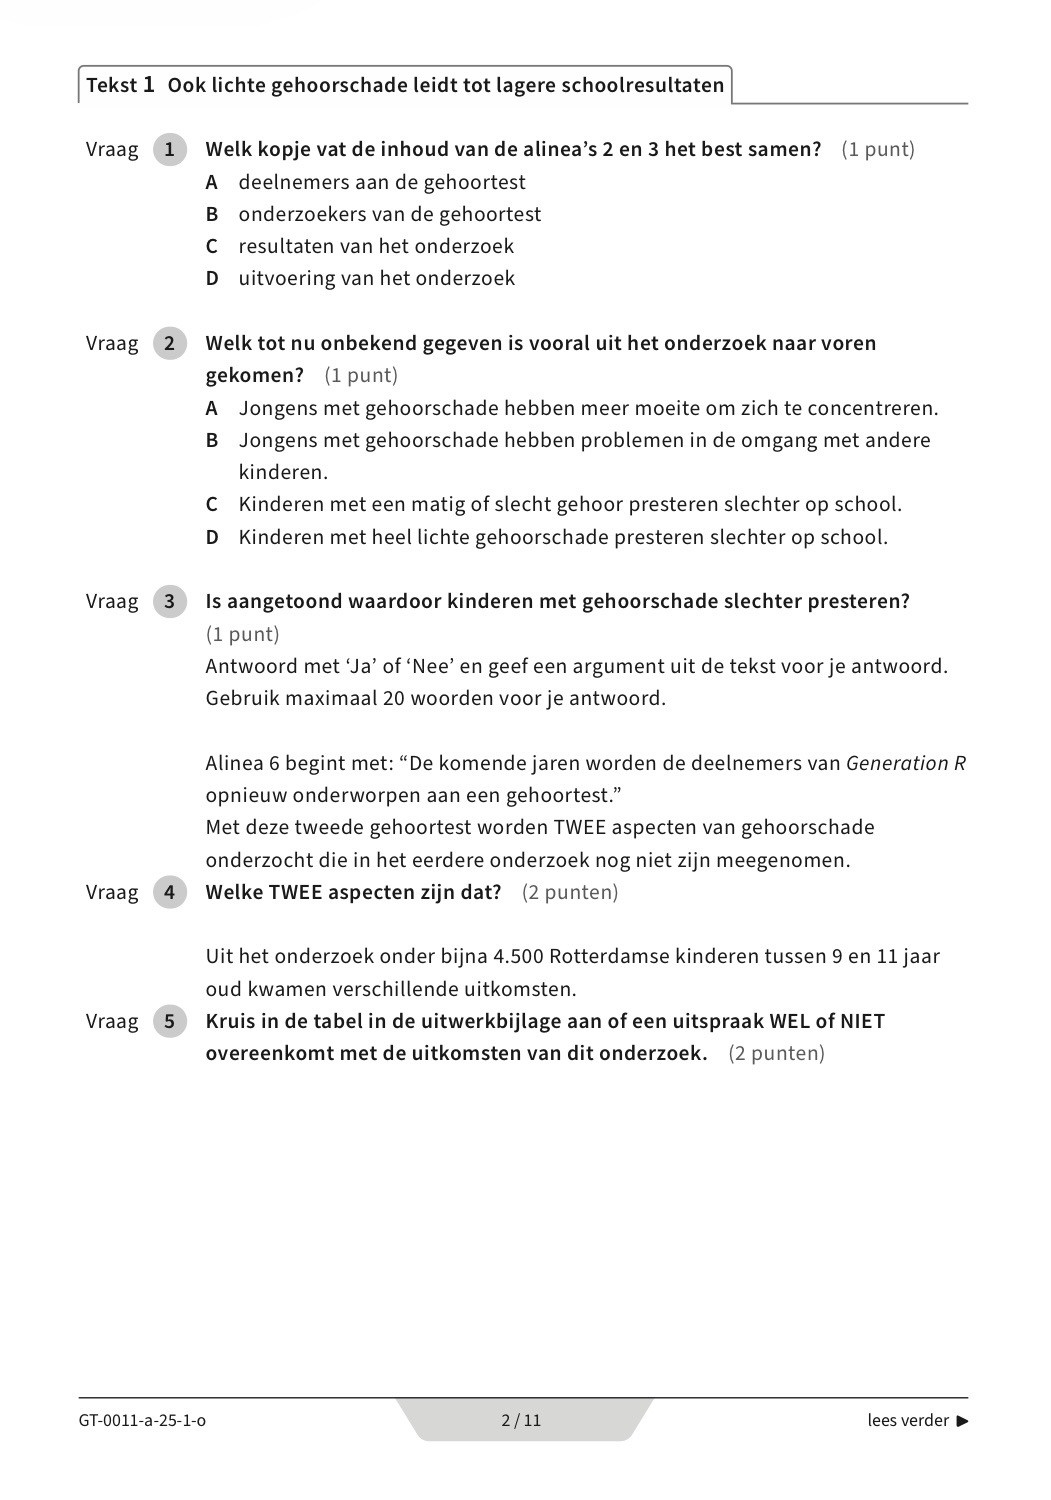 Tekst 1 Ook lichte gehoorschade leidt tot lagere schoolresultaten
Vraag 1 Welk kopje vat de inhoud van de alinea’s 2 en 3 het best samen? (1 punt)
A deelnemers aan de gehoortest
B onderzoekers van de gehoortest
C resultaten van het onderzoek
D uitvoering van het onderzoek
Vraag 2 Welk tot nu onbekend gegeven is vooral uit het onderzoek naar voren
gekomen? (1 punt)
A Jongens met gehoorschade hebben meer moeite om zich te concentreren.
B Jongens met gehoorschade hebben problemen in de omgang met andere
kinderen.
C Kinderen met een matig of slecht gehoor presteren slechter op school.
D Kinderen met heel lichte gehoorschade presteren slechter op school.
Vraag 3 Is aangetoond waardoor kinderen met gehoorschade slechter presteren?
(1 punt)
Antwoord met ‘Ja’ of ‘Nee’ en geef een argument uit de tekst voor je antwoord.
Gebruik maximaal 20 woorden voor je antwoord.
Alinea 6 begint met: “De komende jaren worden de deelnemers van Generation R
opnieuw onderworpen aan een gehoortest.”
Met deze tweede gehoortest worden TWEE aspecten van gehoorschade
onderzocht die in het eerdere onderzoek nog niet zijn meegenomen.
Vraag 4 Welke TWEE aspecten zijn dat? (2 punten)
Uit het onderzoek onder bijna 4.500 Rotterdamse kinderen tussen 9 en 11 jaar
oud kwamen verschillende uitkomsten.
Vraag 5 Kruis in de tabel in de uitwerkbijlage aan of een uitspraak WEL of NIET
overeenkomt met de uitkomsten van dit onderzoek. (2 punten)
GT-0011-a-25-1-o 2 / 11 lees verder ▶